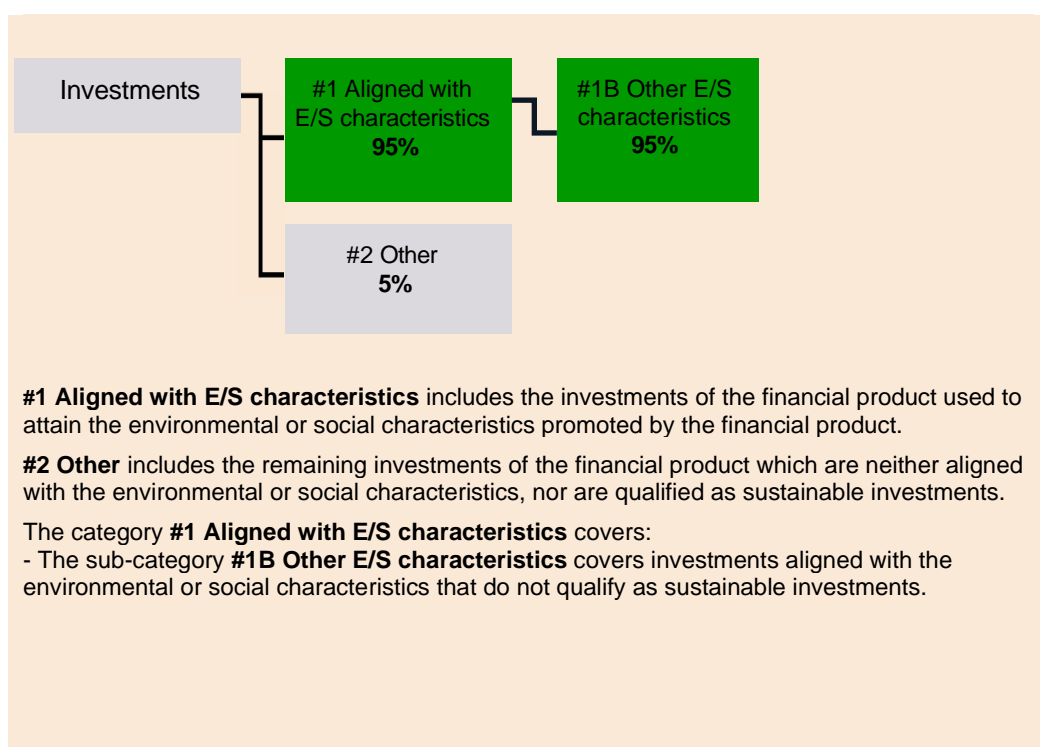 Investments
#1 Aligned with
E/S characteristics
95%
#1B Other E/S
characteristics
95%
#2 Other
5%
#1 Aligned with E/S characteristics includes the investments of the financial product used to
attain the environmental or social characteristics promoted by the financial product.
#2 Other includes the remaining investments of the financial product which are neither aligned
with the environmental or social characteristics, nor are qualified as sustainable investments.
The category #1 Aligned with E/S characteristics covers:
- The sub-category #1B Other E/S characteristics covers investments aligned with the
environmental or social characteristics that do not qualify as sustainable investments.